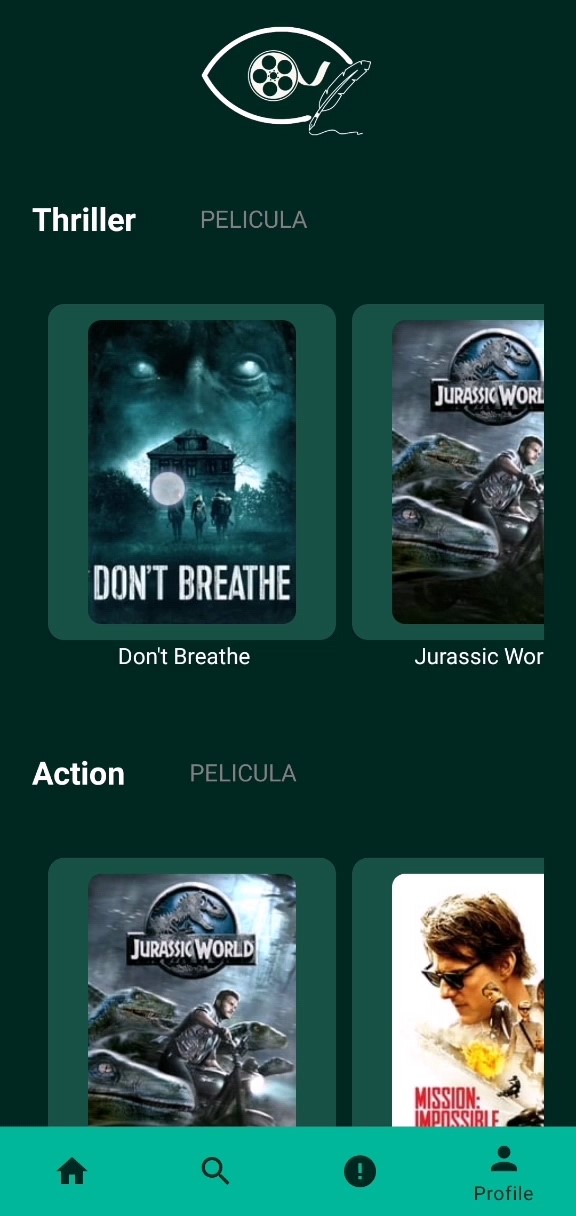 Thriller PELICULA
DON'T BREATHE
JURASSIC WORL
Don't Breathe
Jurassic Wor
Action PELICULA
JURASSIC WORLD
MISSION:
IMPOSSIBLE
Profile